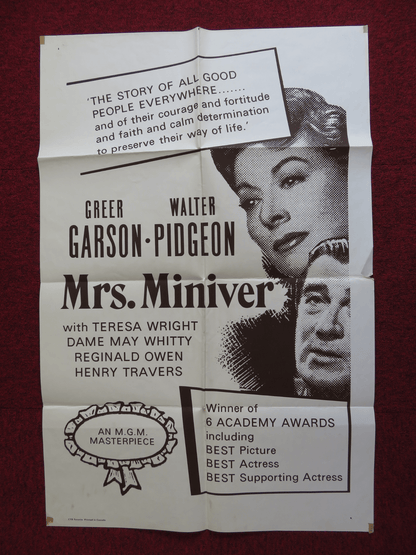 'THE STORY OF ALL GOOD
PEOPLE EVERYWHERE.......
and of their courage and fortitude
and faith and calm determination
to preserve their way of life.'
GREER WALTER
GARSON·PIDGEON
Mrs. Miniver
with TERESA WRIGHT
DAME MAY WHITTY
REGINALD OWEN
HENRY TRAVERS
AN M.G.M.
MASTERPIECE
Winner of
6 ACADEMY AWARDS
including
BEST Picture
BEST Actress
BEST Supporting Actress